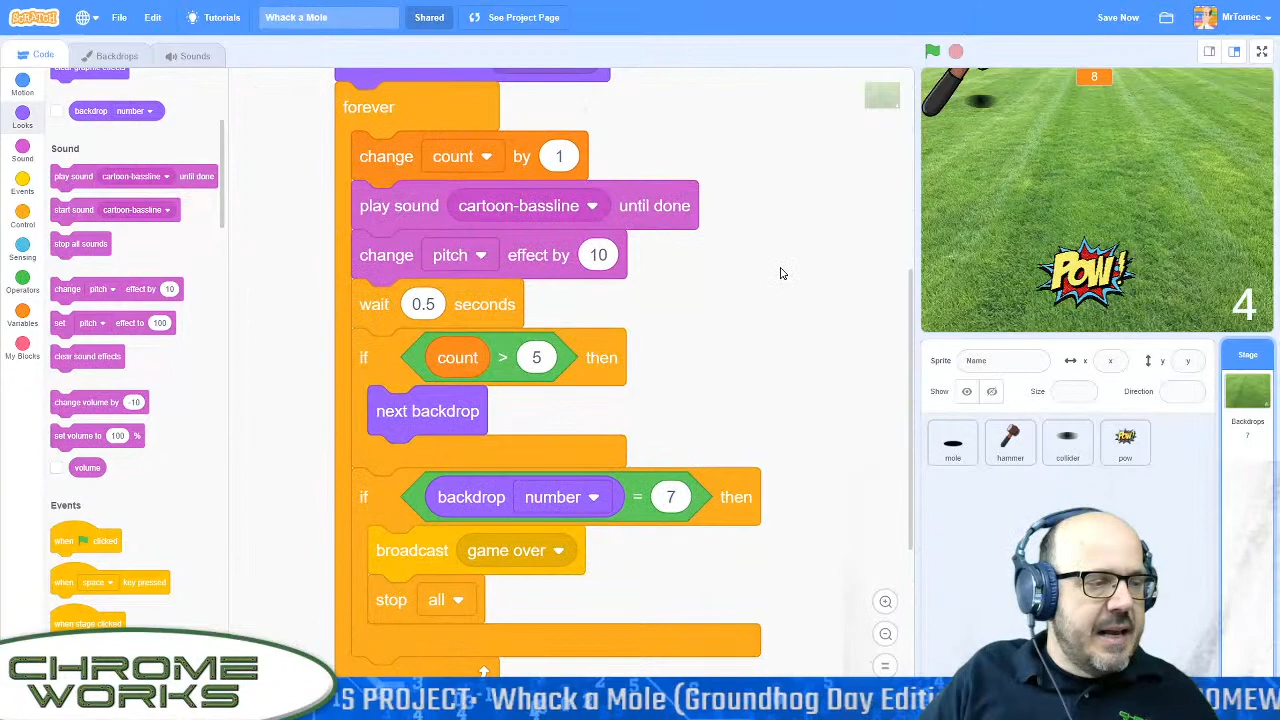 SCRATCH File Edit Tutorials Whack a Mole Shared See Project Page Save Now MrTomec
Code Backdrops Sounds
Motion
Looks
Sound
Events
Control
Sensing
Operators
Variables
My Blocks
backdrop number
Sound
play sound cartoon-bassline until done
start sound cartoon-bassline
stop all sounds
change pitch effect by 10
set pitch effect to 100
clear sound effects
change volume by -10
set volume to 100 %
volume
Events
when clicked
when space key pressed
when stage clicked
forever
change count by 1
play sound cartoon-bassline until done
change pitch effect by 10
wait 0.5 seconds
if count > 5 then
next backdrop
if backdrop number = 7 then
broadcast game over
stop all
8
POW!
4
Sprite Name x x y y
Show Size Direction
mole hammer collider pow
Stage
Backdrops
7
CHROME
WORKS
S PROJECT- Whack a Mole (Groundhog Day Editi